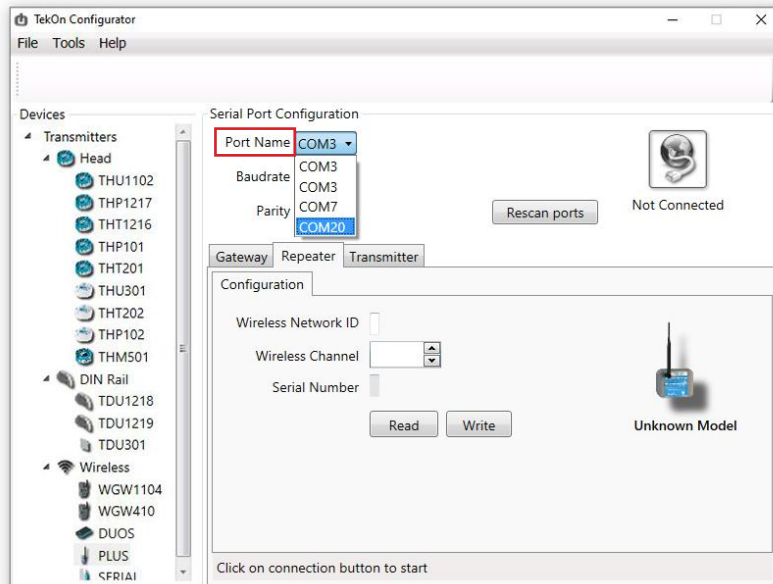 TekOn Configurator
File Tools Help
Devices
Transmitters
Head
THU1102
THP1217
THT1216
THP101
THT201
THU301
THT202
THP102
THM501
DIN Rail
TDU1218
TDU1219
TDU301
Wireless
WGW1104
WGW410
DUOS
PLUS
SERIAL
Serial Port Configuration
Port Name COM3
COM3
COM3
COM7
COM20
Baudrate
Parity
Rescan ports
Not Connected
Gateway Repeater Transmitter
Configuration
Wireless Network ID
Wireless Channel
Serial Number
Read Write
Unknown Model
Click on connection button to start